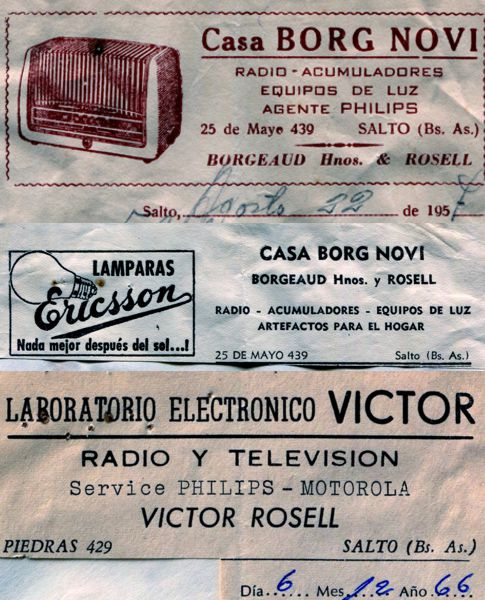 Casa BORG NOVI
RADIO - ACUMULADORES
EQUIPOS DE LUZ
AGENTE PHILIPS
25 de Mayo 439 SALTO (Bs. As.)
BORGEAUD Hnos. & ROSELL
Salto, Agosto 22 de 195
LAMPARAS
Ericsson
Nada mejor después del sol...!
CASA BORG NOVI
BORGEAUD Hnos. y ROSELL
RADIO - ACUMULADORES - EQUIPOS DE LUZ
ARTEFACTOS PARA EL HOGAR
25 DE MAYO 439 Salto (Bs. As.)
LABORATORIO ELECTRONICO VICTOR
RADIO Y TELEVISION
Service PHILIPS - MOTOROLA
VICTOR ROSELL
PIEDRAS 429 SALTO (Bs. As.)
Día 6 Mes 12 Año 66